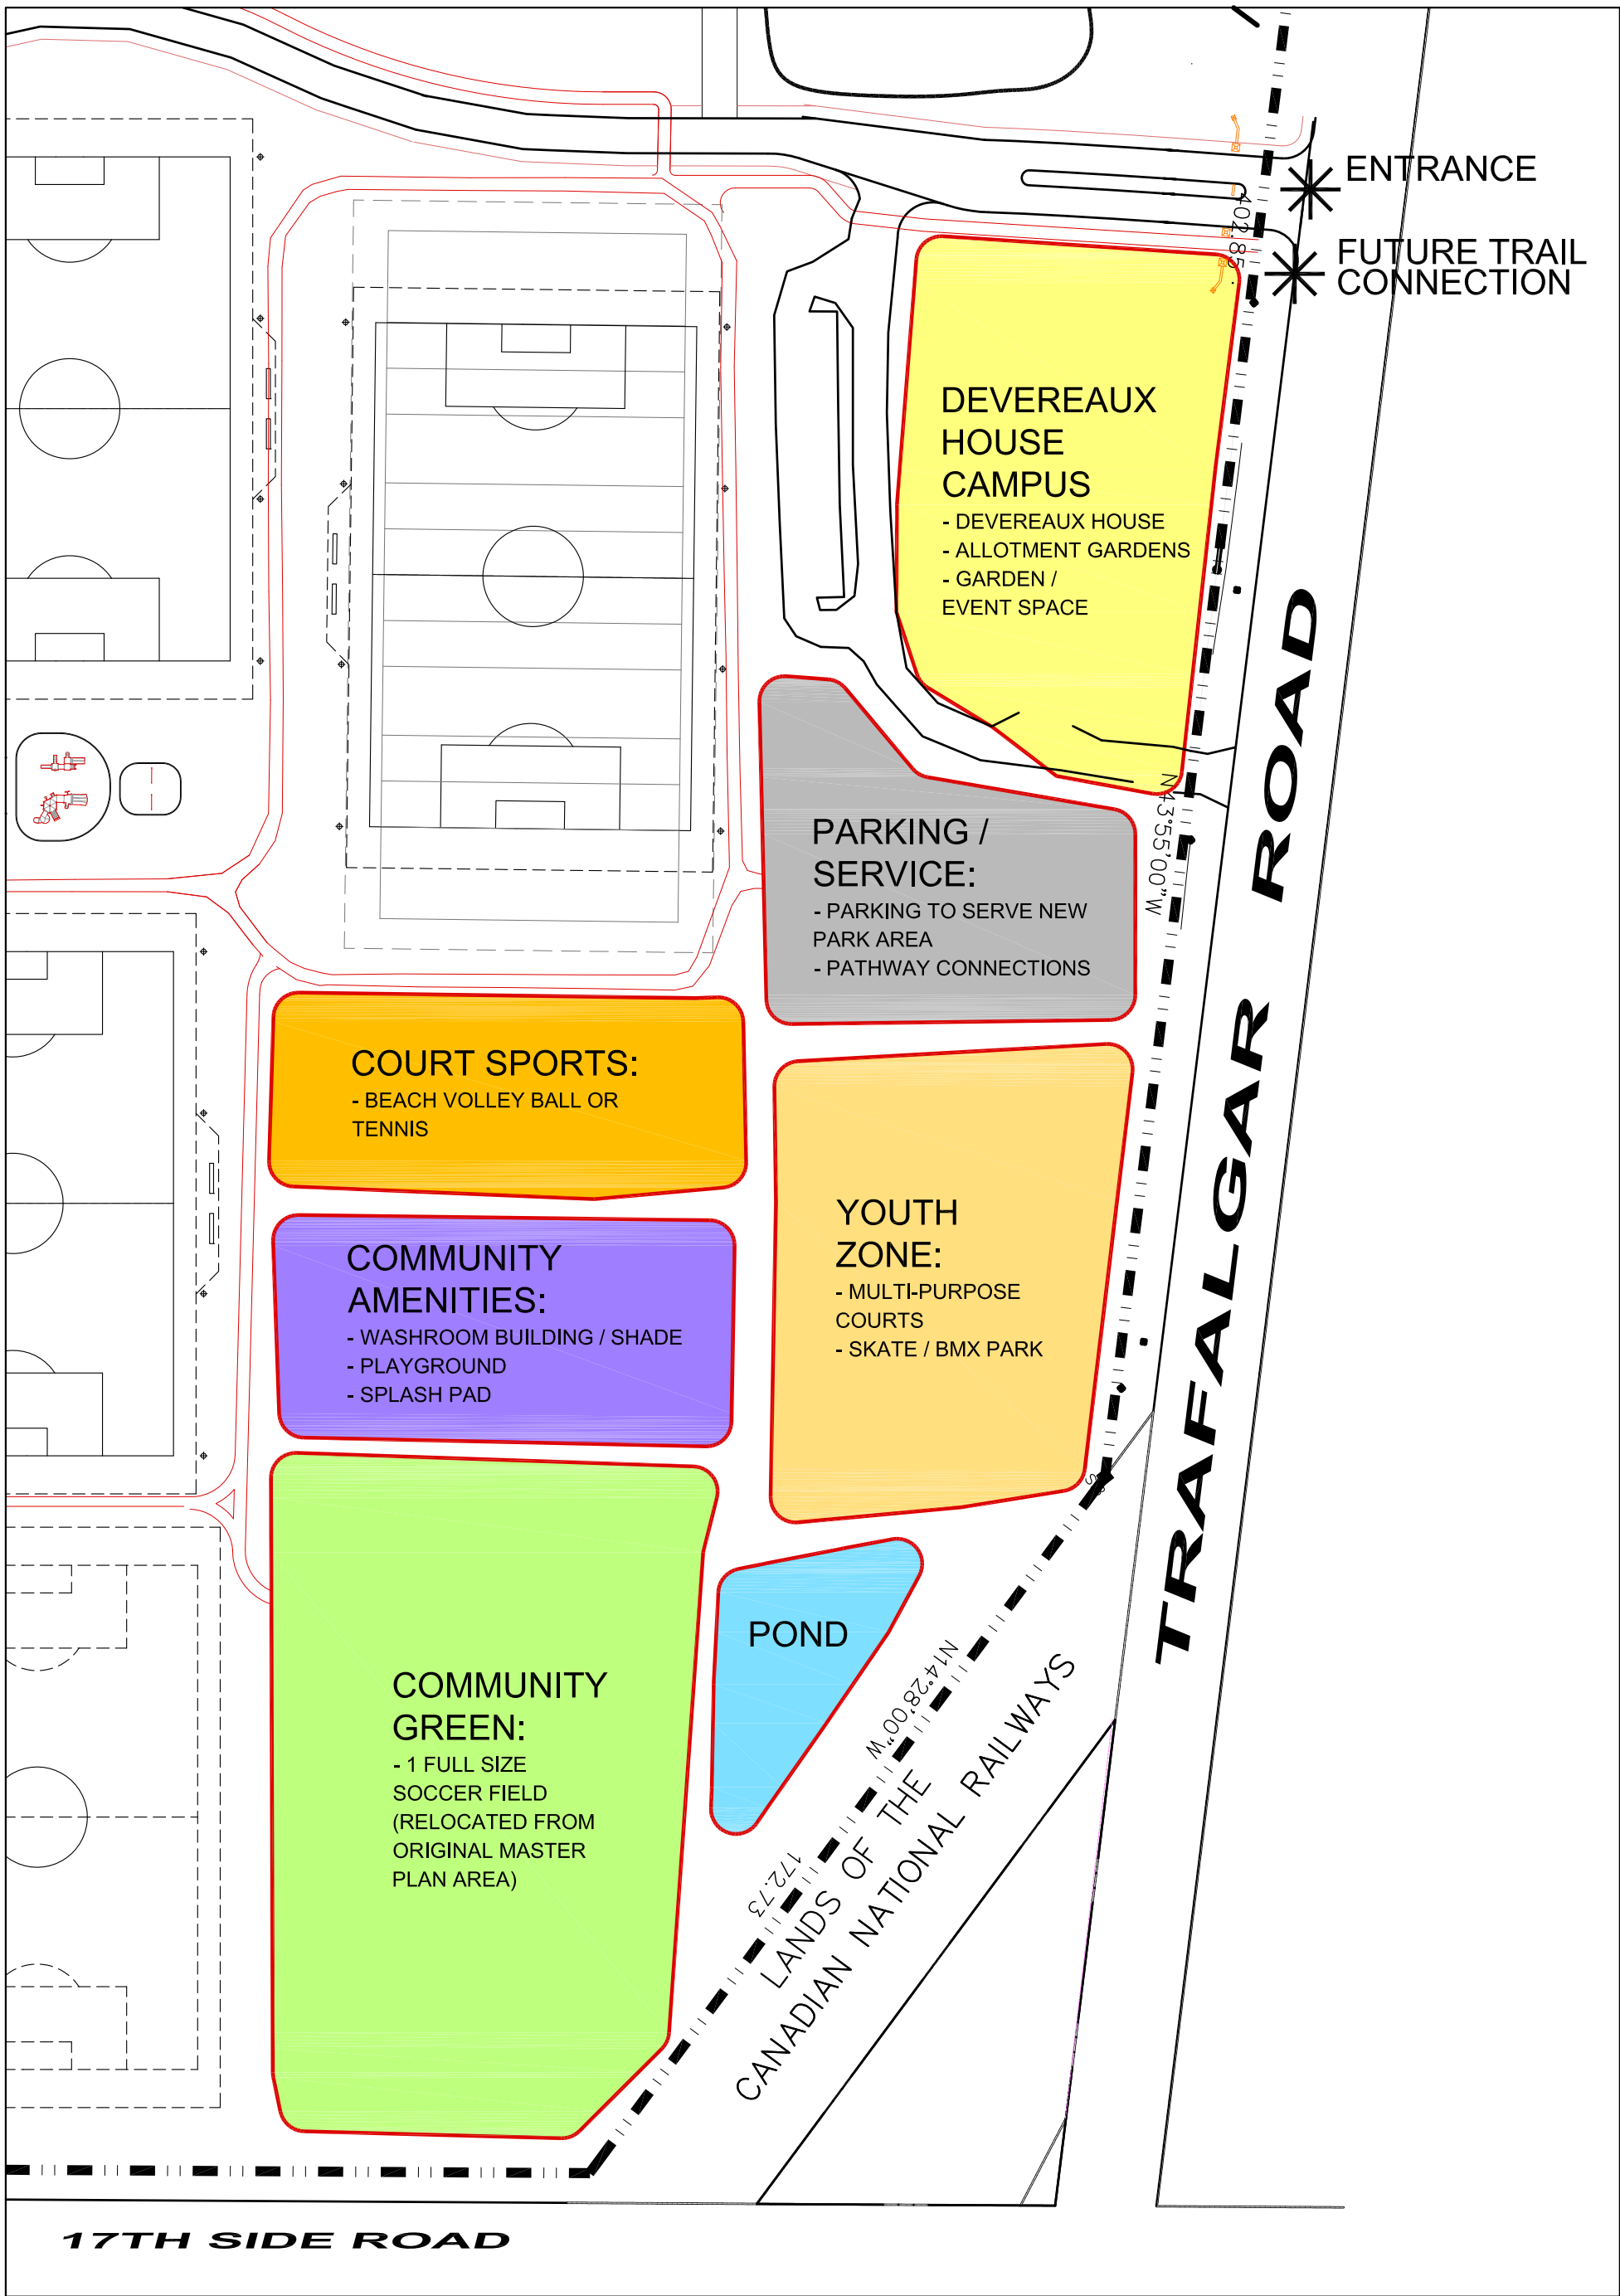 ENTRANCE
FUTURE TRAIL
CONNECTION
402.85
DEVEREAUX
HOUSE
CAMPUS
- DEVEREAUX HOUSE
- ALLOTMENT GARDENS
- GARDEN /
EVENT SPACE
PARKING /
SERVICE:
- PARKING TO SERVE NEW
PARK AREA
- PATHWAY CONNECTIONS
N43°55'00"W
TRAFALGAR ROAD
COURT SPORTS:
- BEACH VOLLEY BALL OR
TENNIS
YOUTH
ZONE:
- MULTI-PURPOSE
COURTS
- SKATE / BMX PARK
COMMUNITY
AMENITIES:
- WASHROOM BUILDING / SHADE
- PLAYGROUND
- SPLASH PAD
POND
COMMUNITY
GREEN:
- 1 FULL SIZE
SOCCER FIELD
(RELOCATED FROM
ORIGINAL MASTER
PLAN AREA)
N14°28'00"W
172.73
LANDS OF THE
CANADIAN NATIONAL RAILWAYS
17TH SIDE ROAD